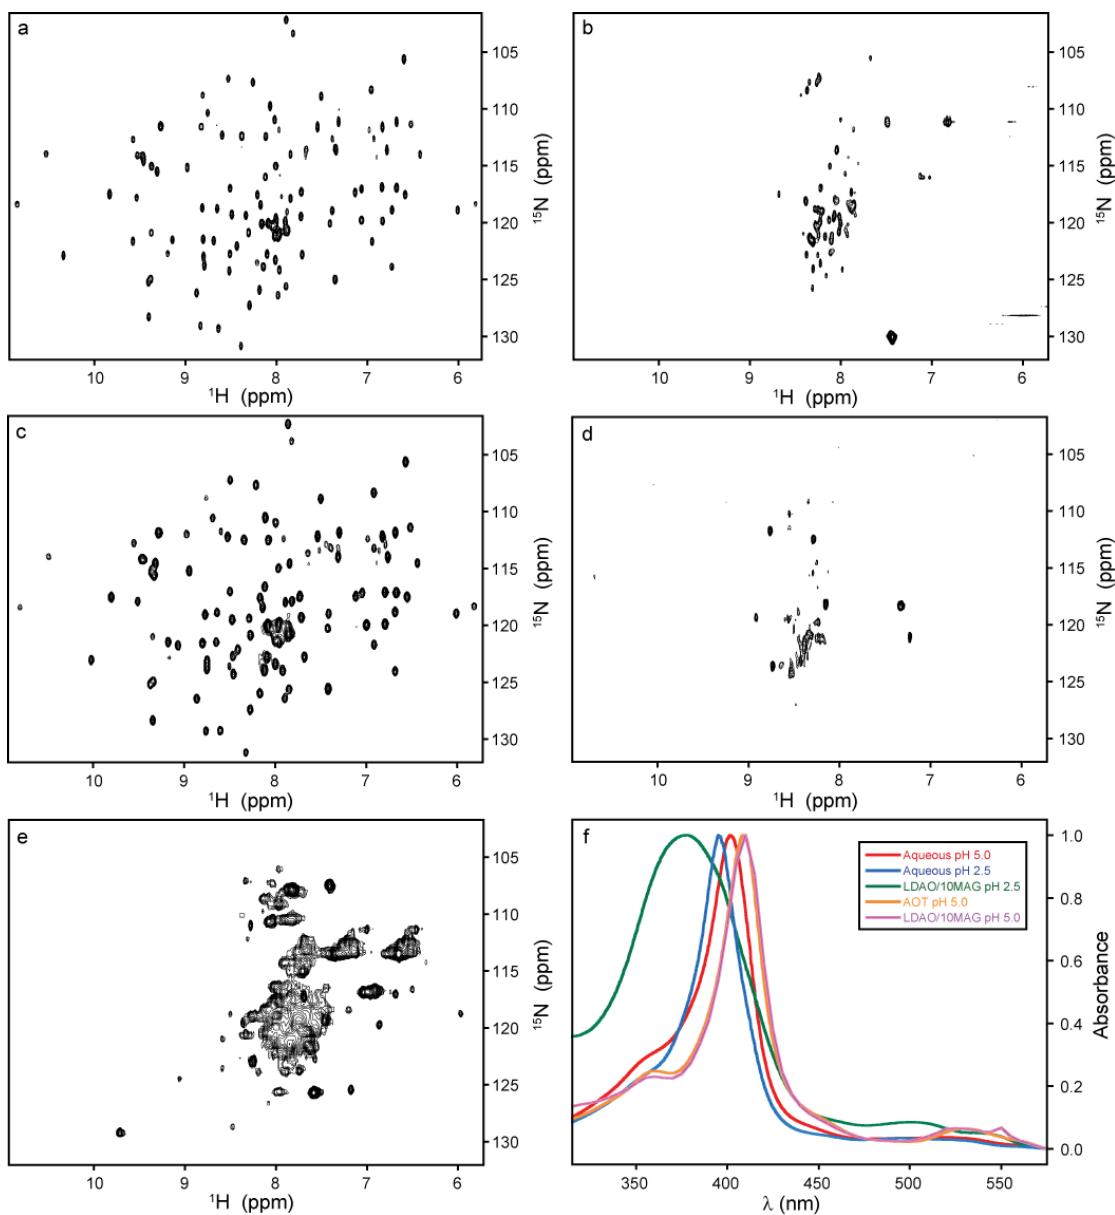 a
105
110
115
120
125
130
¹⁵N (ppm)
10 9 8 7 6
¹H (ppm)
b
105
110
115
120
125
130
¹⁵N (ppm)
10 9 8 7 6
¹H (ppm)
c
105
110
115
120
125
130
¹⁵N (ppm)
10 9 8 7 6
¹H (ppm)
d
105
110
115
120
125
130
¹⁵N (ppm)
10 9 8 7 6
¹H (ppm)
e
105
110
115
120
125
130
¹⁵N (ppm)
10 9 8 7 6
¹H (ppm)
f
Aqueous pH 5.0
Aqueous pH 2.5
LDAO/10MAG pH 2.5
AOT pH 5.0
LDAO/10MAG pH 5.0
1.0
0.8
0.6
0.4
0.2
0.0
Absorbance
350 400 450 500 550
λ (nm)